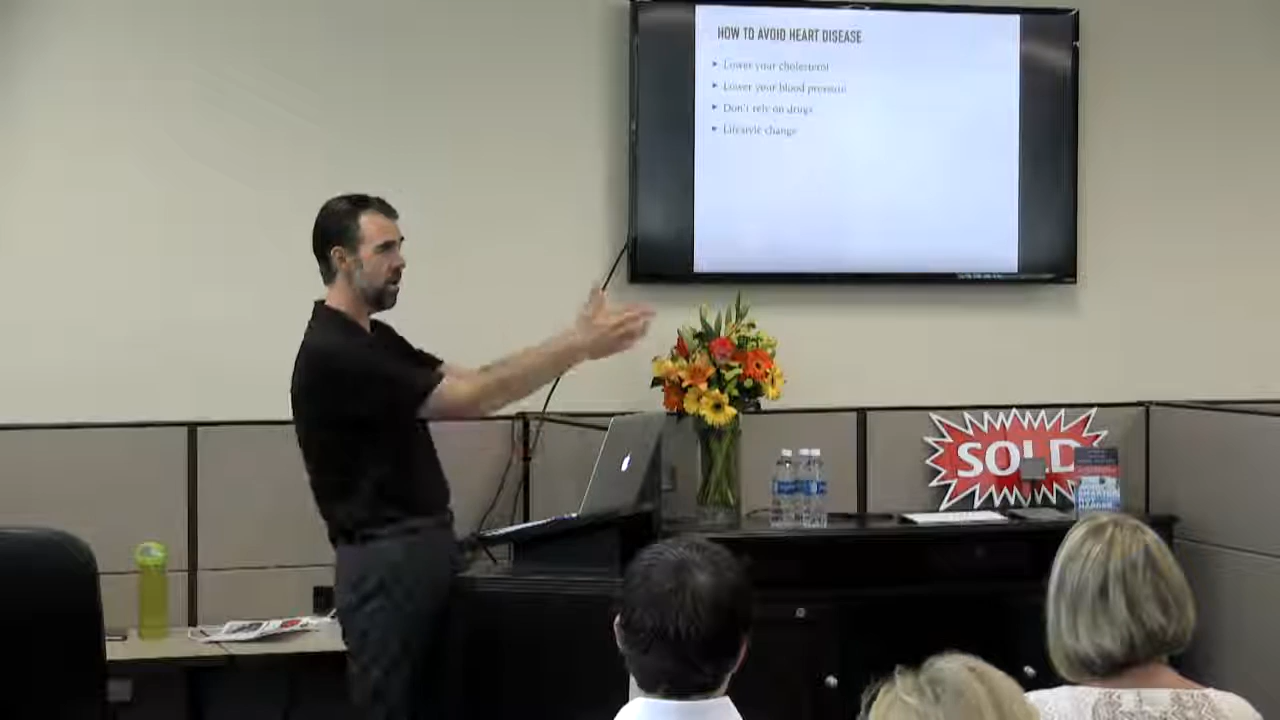 HOW TO AVOID HEART DISEASE
Lower your cholesterol
Lower your blood pressure
Don't rely on drugs
Lifestyle change
SOLD